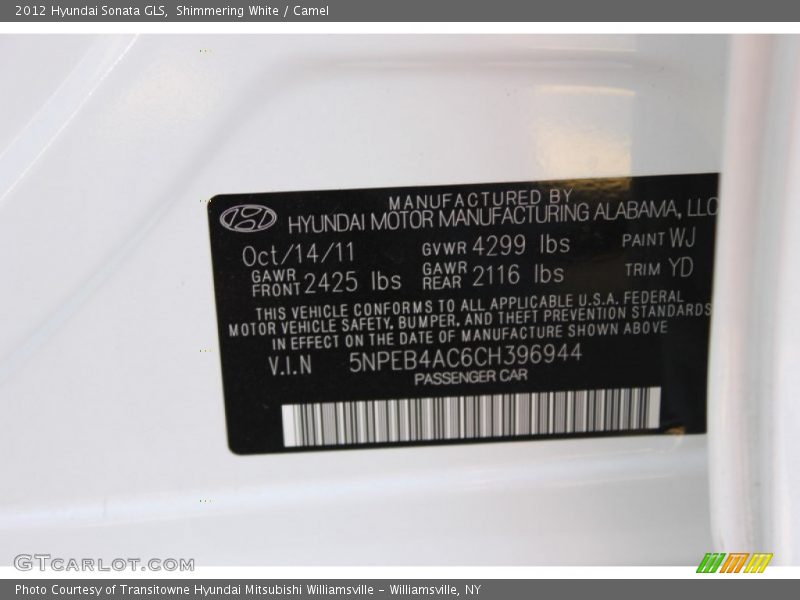 2012 Hyundai Sonata GLS,  Shimmering White / Camel
MANUFACTURED BY
HYUNDAI MOTOR MANUFACTURING ALABAMA, LLC
Oct/14/11 GVWR 4299 lbs PAINT WJ
GAWR FRONT 2425 lbs GAWR REAR 2116 lbs TRIM YD
THIS VEHICLE CONFORMS TO ALL APPLICABLE U.S.A. FEDERAL
MOTOR VEHICLE SAFETY, BUMPER, AND THEFT PREVENTION STANDARDS
IN EFFECT ON THE DATE OF MANUFACTURE SHOWN ABOVE
V.I.N 5NPEB4AC6CH396944
PASSENGER CAR
GTCARLOT.COM
Photo Courtesy of Transitowne Hyundai Mitsubishi Williamsville - Williamsville, NY